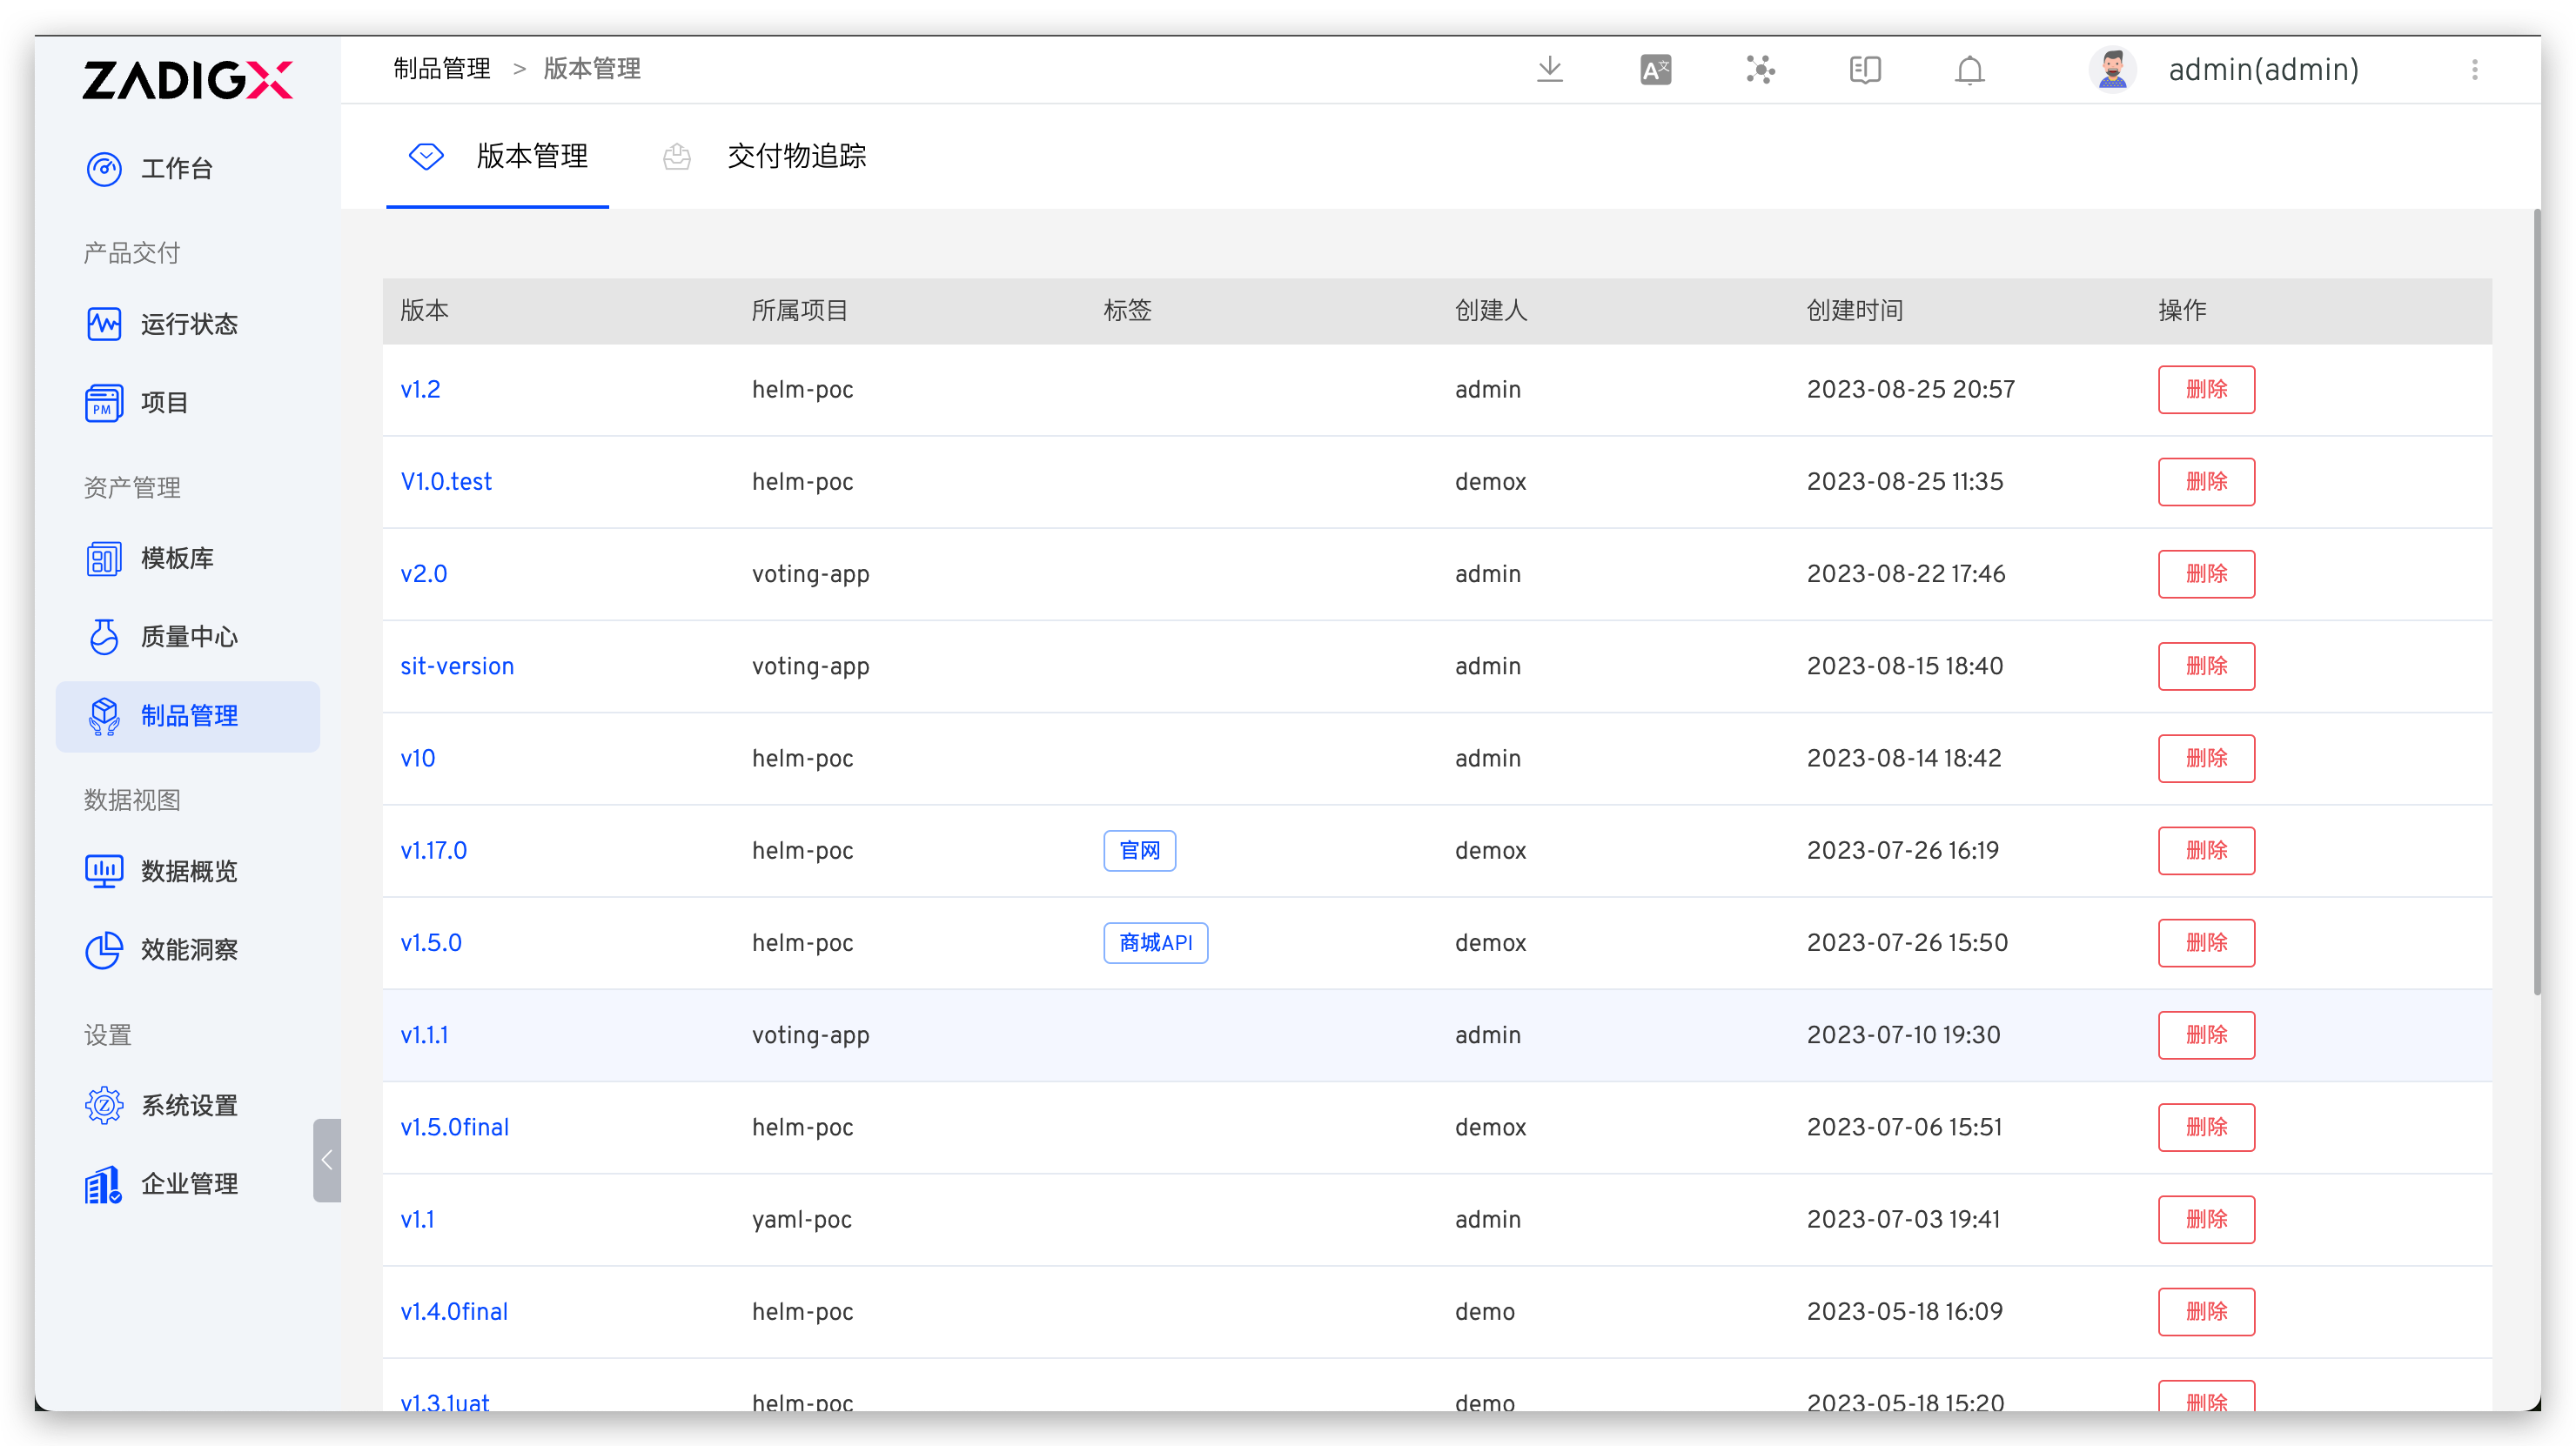 ZADIGX
工作台
产品交付
运行状态
PM
项目
资产管理
模板库
质量中心
制品管理
数据视图
数据概览
效能洞察
设置
系统设置
企业管理
制品管理 > 版本管理
admin(admin)
版本管理 交付物追踪
版本 所属项目 标签 创建人 创建时间 操作
v1.2 helm-poc admin 2023-08-25 20:57 删除
V1.0.test helm-poc demox 2023-08-25 11:35 删除
v2.0 voting-app admin 2023-08-22 17:46 删除
sit-version voting-app admin 2023-08-15 18:40 删除
v10 helm-poc admin 2023-08-14 18:42 删除
v1.17.0 helm-poc 官网 demox 2023-07-26 16:19 删除
v1.5.0 helm-poc 商城API demox 2023-07-26 15:50 删除
v1.1.1 voting-app admin 2023-07-10 19:30 删除
v1.5.0final helm-poc demox 2023-07-06 15:51 删除
v1.1 yaml-poc admin 2023-07-03 19:41 删除
v1.4.0final helm-poc demo 2023-05-18 16:09 删除
v1.3.1uat helm-poc demo 2023-05-18 15:20 删除